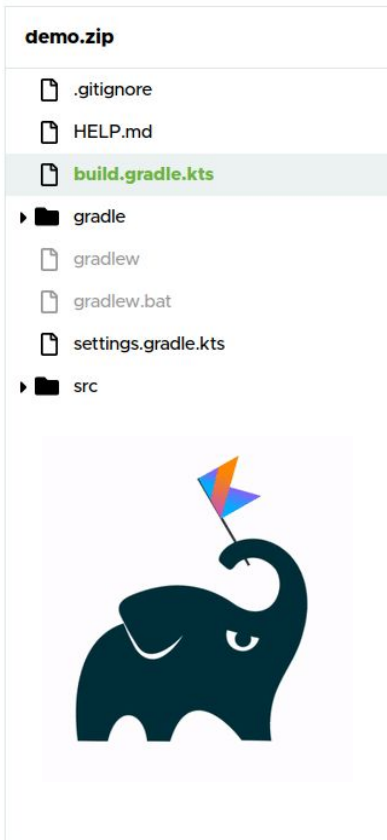 demo.zip
.gitignore
HELP.md
build.gradle.kts
gradle
gradlew
gradlew.bat
settings.gradle.kts
src